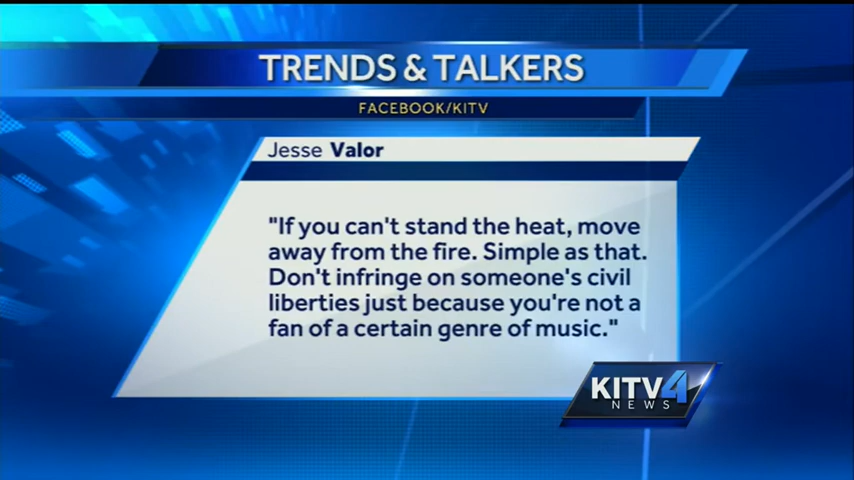 TRENDS & TALKERS
FACEBOOK/KITV
Jesse Valor
"If you can't stand the heat, move
away from the fire. Simple as that.
Don't infringe on someone's civil
liberties just because you're not a
fan of a certain genre of music."
KITV4
NEWS